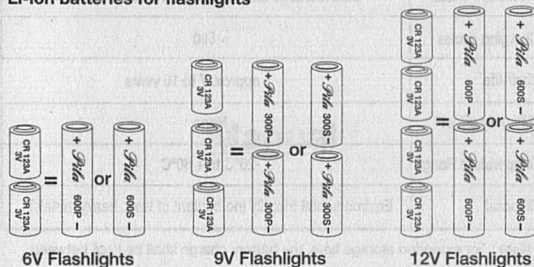 Li-Ion batteries for flashlights
CR 123A
3V
CR 123A
3V
=
+ Pila 600P −
or
+ Pila 600S −
6V Flashlights
CR 123A
3V
CR 123A
3V
CR 123A
3V
=
+ Pila 300P −
+ Pila 300P −
or
+ Pila 300S −
+ Pila 300S −
9V Flashlights
CR 123A
3V
CR 123A
3V
CR 123A
3V
CR 123A
3V
=
+ Pila 600P −
+ Pila 600P −
or
+ Pila 600S −
+ Pila 600S −
12V Flashlights